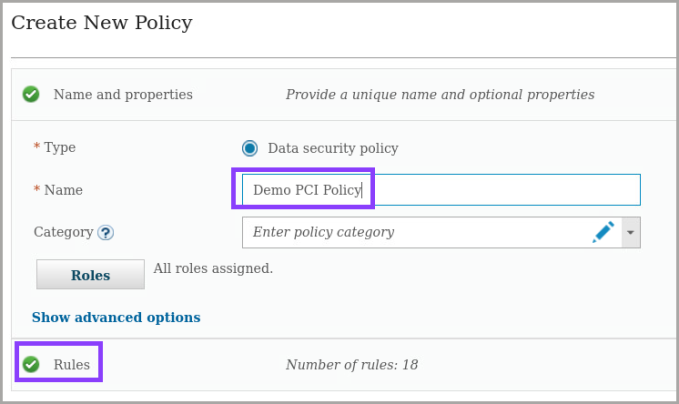 Create New Policy
Name and properties Provide a unique name and optional properties
* Type Data security policy
* Name Demo PCI Policy
Category ? Enter policy category
Roles All roles assigned.
Show advanced options
Rules Number of rules: 18